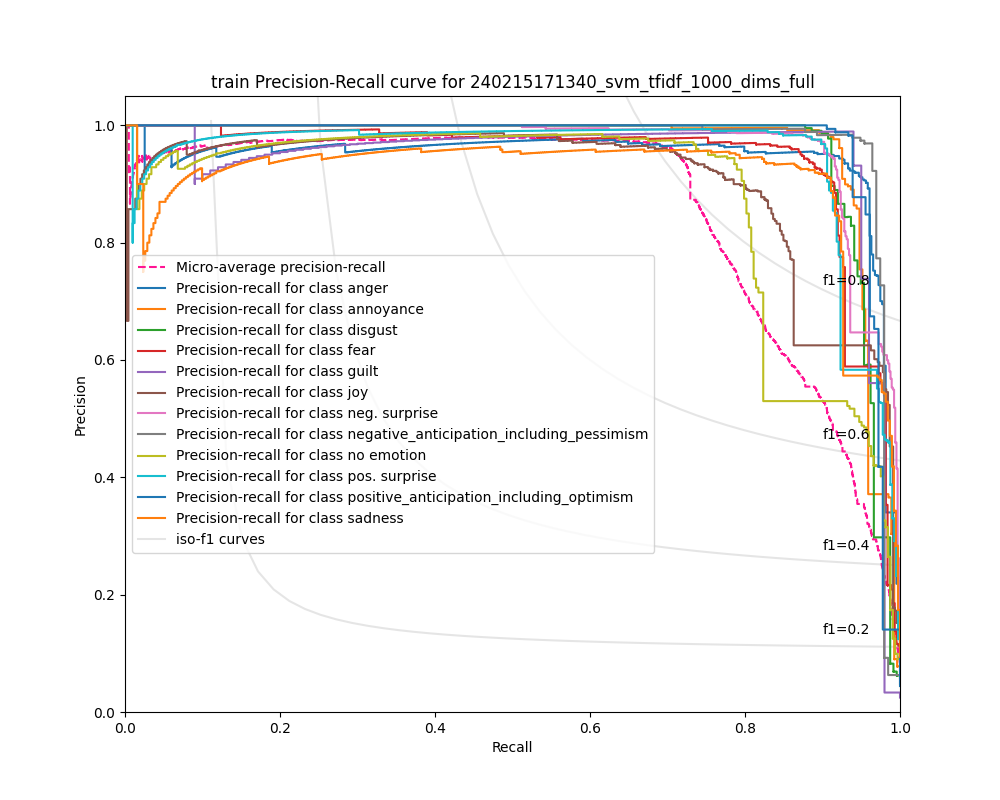 train Precision-Recall curve for 240215171340_svm_tfidf_1000_dims_full
1.0
0.8
0.6
0.4
0.2
0.0
Precision
Micro-average precision-recall
Precision-recall for class anger
Precision-recall for class annoyance
Precision-recall for class disgust
Precision-recall for class fear
Precision-recall for class guilt
Precision-recall for class joy
Precision-recall for class neg. surprise
Precision-recall for class negative_anticipation_including_pessimism
Precision-recall for class no emotion
Precision-recall for class pos. surprise
Precision-recall for class positive_anticipation_including_optimism
Precision-recall for class sadness
iso-f1 curves
f1=0.8
f1=0.6
f1=0.4
f1=0.2
0.0 0.2 0.4 0.6 0.8 1.0
Recall